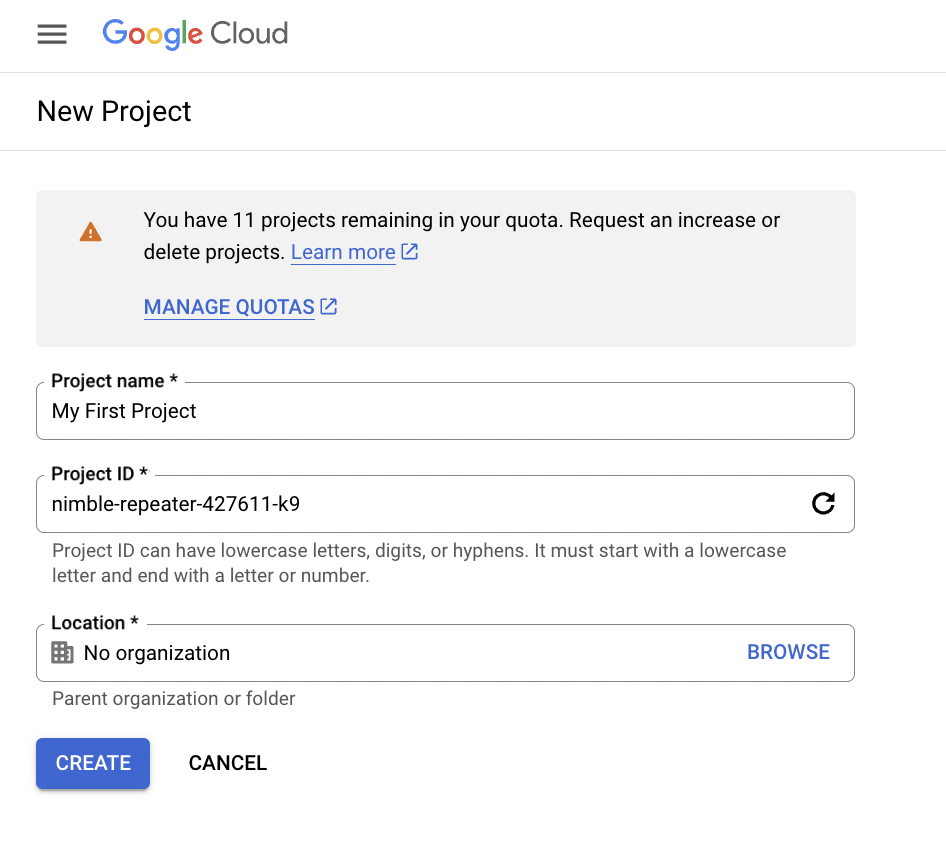 Google Cloud
New Project
You have 11 projects remaining in your quota. Request an increase or
delete projects. Learn more
MANAGE QUOTAS
Project name *
My First Project
Project ID *
nimble-repeater-427611-k9
Project ID can have lowercase letters, digits, or hyphens. It must start with a lowercase
letter and end with a letter or number.
Location *
No organization BROWSE
Parent organization or folder
CREATE CANCEL